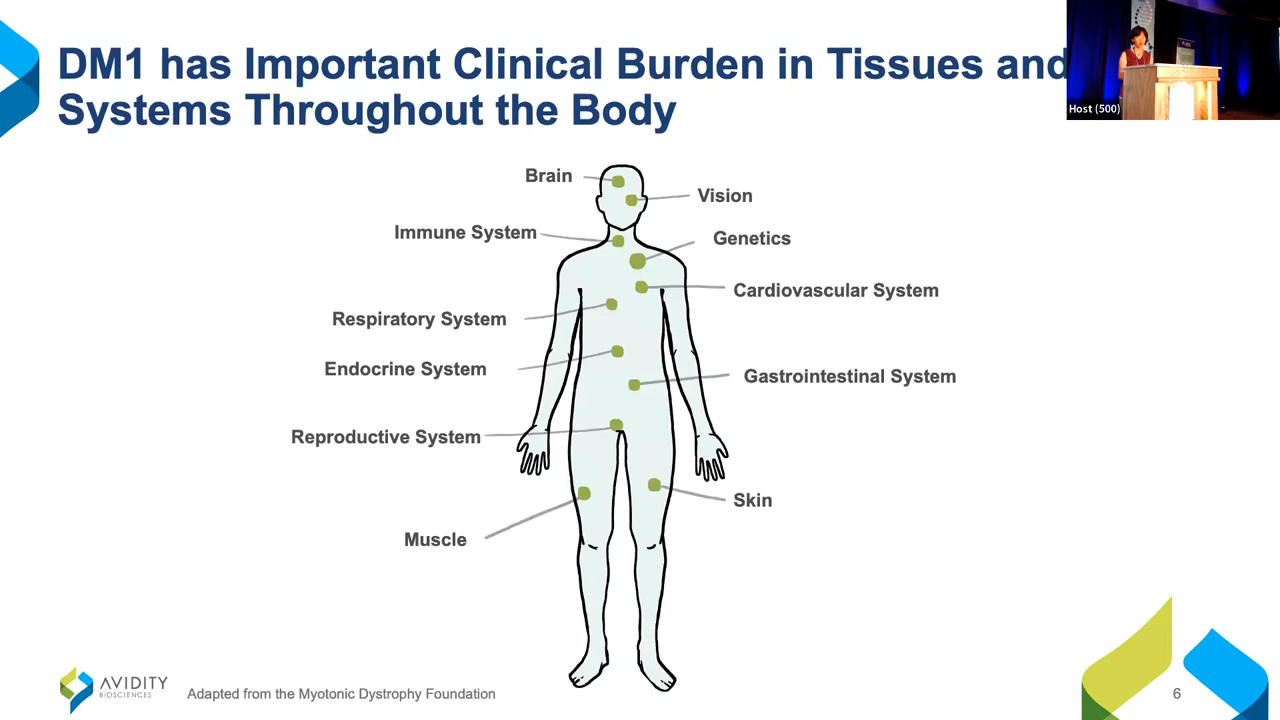 DM1 has Important Clinical Burden in Tissues and
Systems Throughout the Body
Host (500)
Brain
Vision
Immune System
Genetics
Cardiovascular System
Respiratory System
Endocrine System
Gastrointestinal System
Reproductive System
Skin
Muscle
AVIDITY
BIOSCIENCES
Adapted from the Myotonic Dystrophy Foundation
6